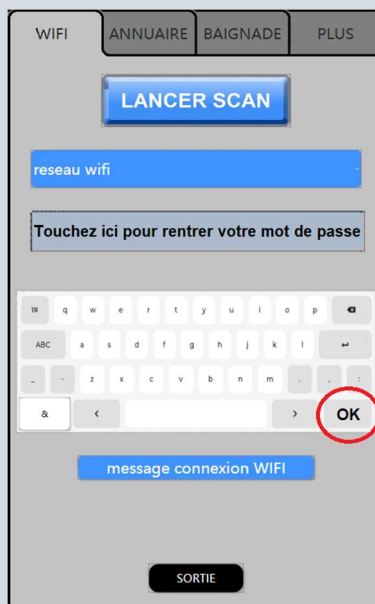 WIFI ANNUAIRE BAIGNADE PLUS
LANCER SCAN
reseau wifi
Touchez ici pour rentrer votre mot de passe
1# q w e r t y u i o p
ABC a s d f g h j k l
_ - z x c v b n m . , :
& < > OK
message connexion WIFI
SORTIE